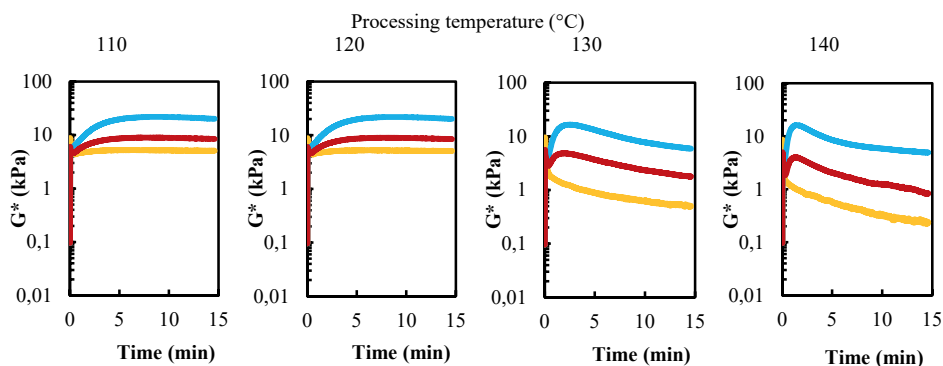 Processing temperature (°C)
110 120 130 140
100 100 100 100
10 10 10 10
G* (kPa) G* (kPa) G* (kPa) G* (kPa)
1 1 1 1
0,1 0,1 0,1 0,1
0,01 0,01 0,01 0,01
0 5 10 15 0 5 10 15 0 5 10 15 0 5 10 15
Time (min) Time (min) Time (min) Time (min)